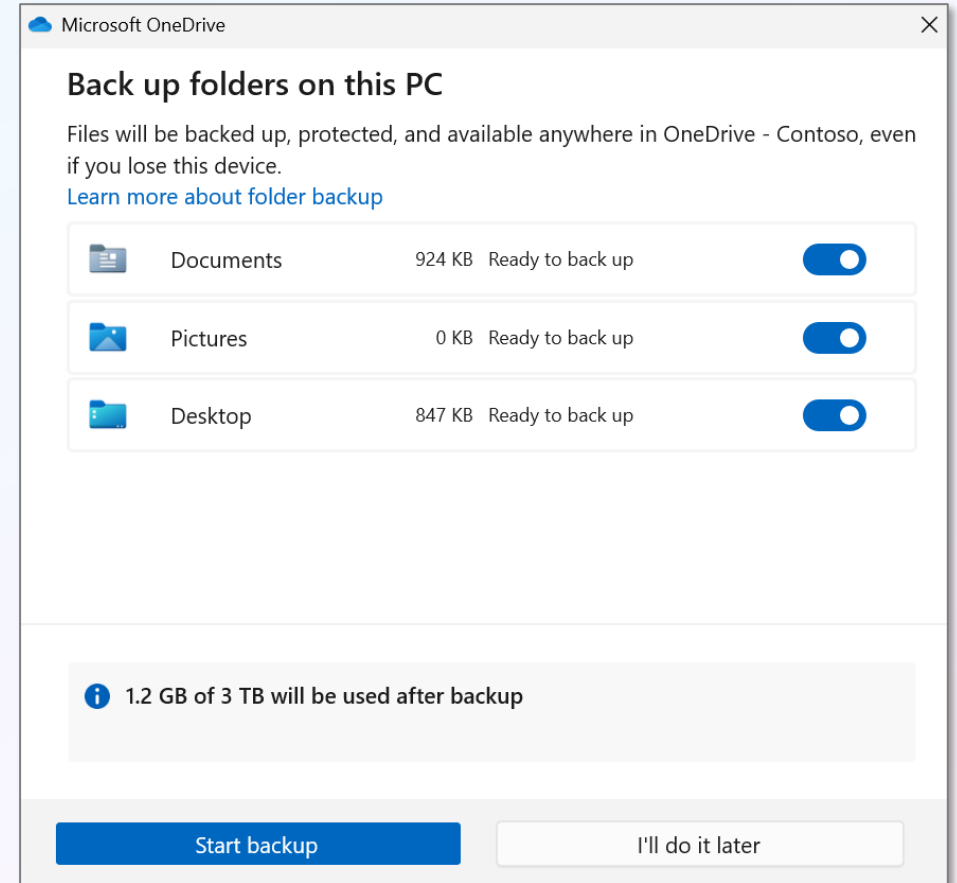 Microsoft OneDrive
Back up folders on this PC
Files will be backed up, protected, and available anywhere in OneDrive - Contoso, even
if you lose this device.
Learn more about folder backup
Documents 924 KB Ready to back up
Pictures 0 KB Ready to back up
Desktop 847 KB Ready to back up
1.2 GB of 3 TB will be used after backup
Start backup I'll do it later